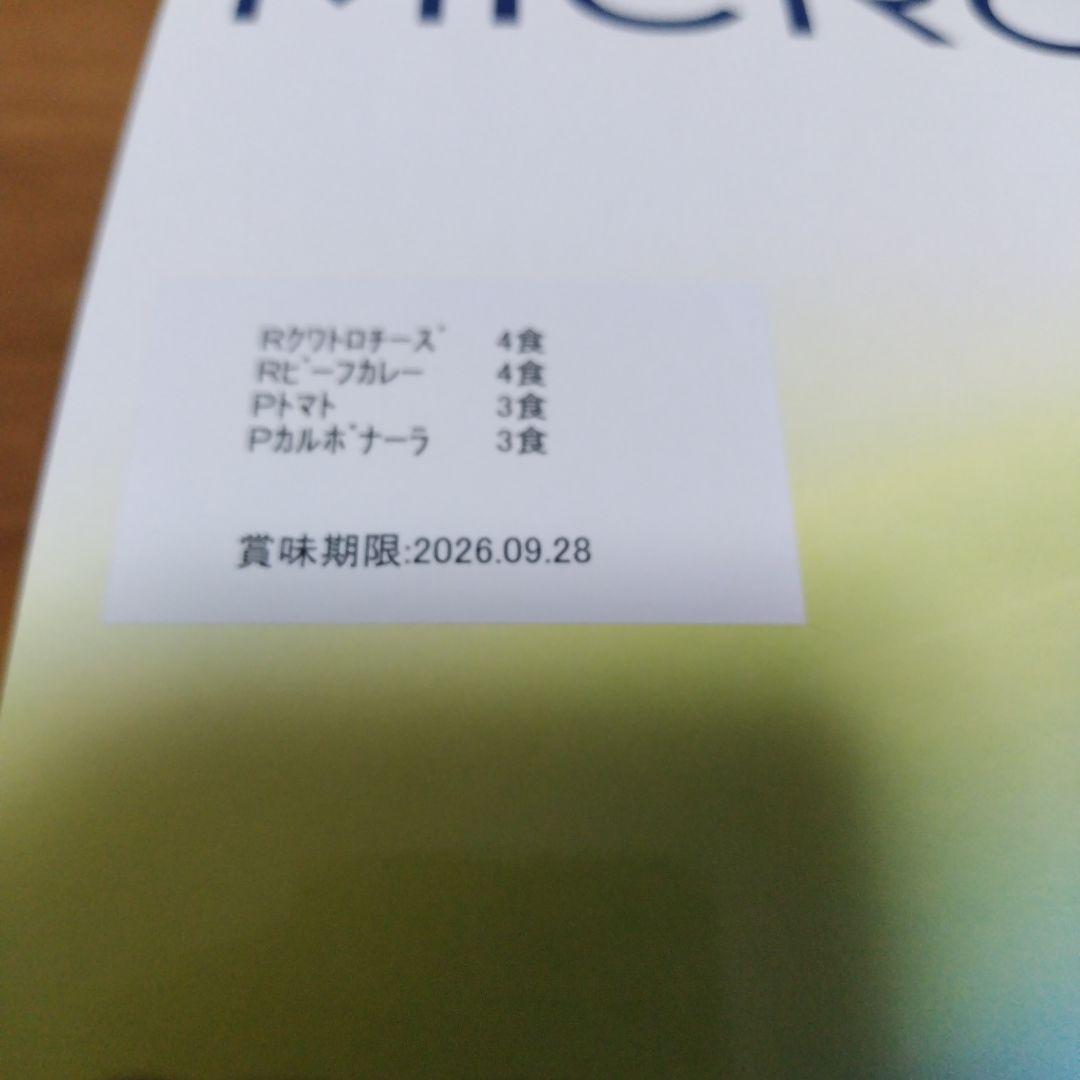 MICRO
Rクワトロチーズ 4食
Rビーフカレー 4食
Pトマト 3食
Pカルボナーラ 3食
賞味期限:2026.09.28